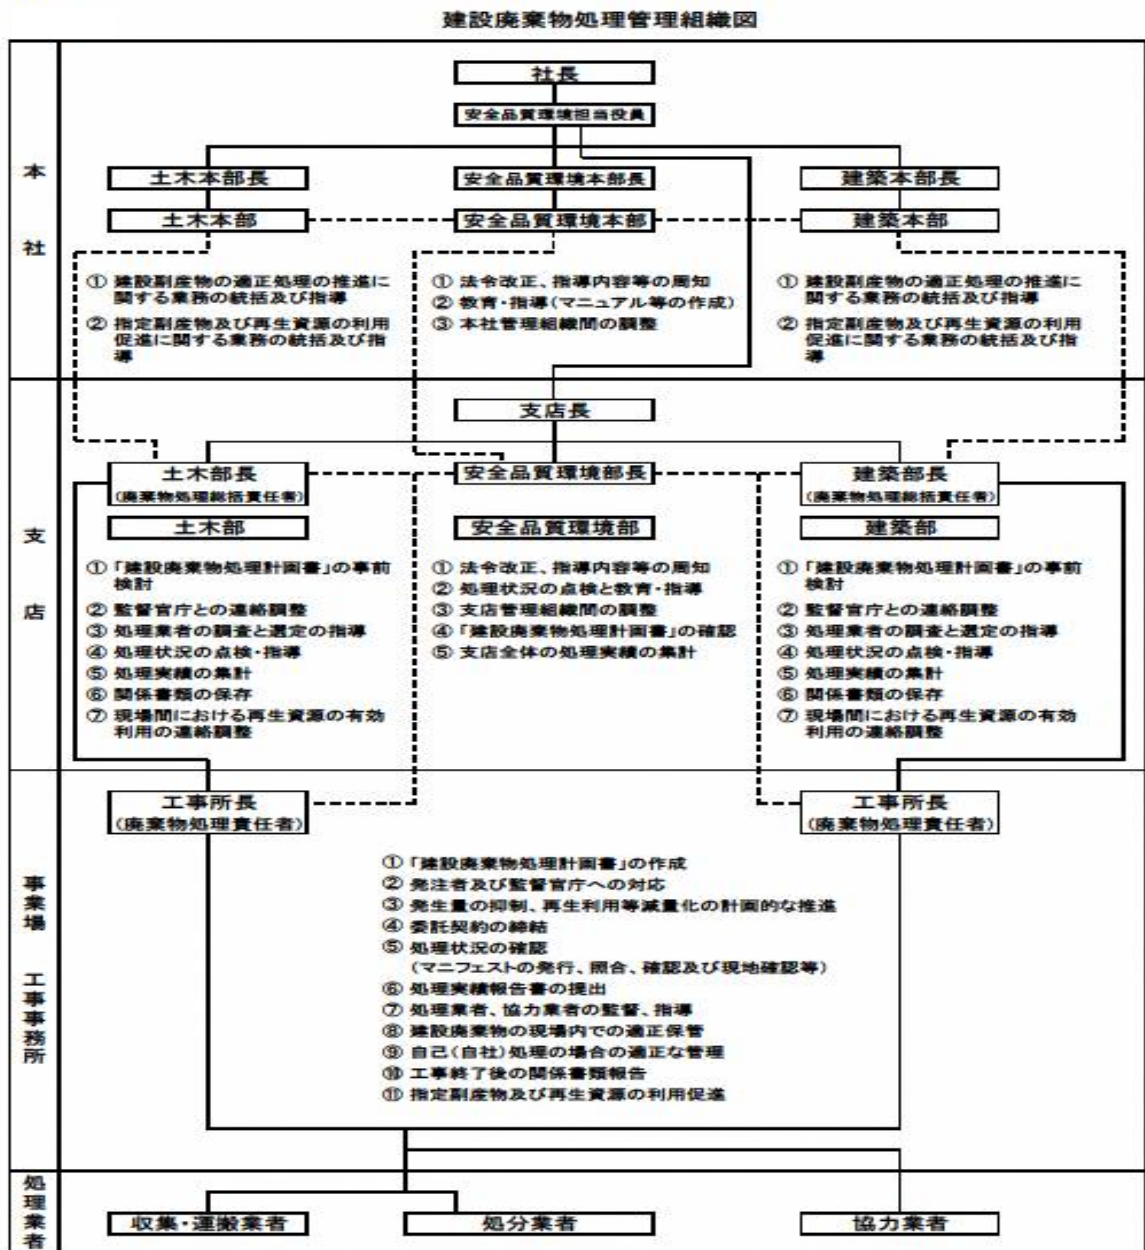 建設廃棄物処理管理組織図
本社
社長
安全品質環境担当役員
土木本部長
安全品質環境本部長
建築本部長
土木本部
安全品質環境本部
建築本部
① 建設副産物の適正処理の推進に
関する業務の統括及び指導
② 指定副産物及び再生資源の利用
促進に関する業務の統括及び指
導
① 法令改正、指導内容等の周知
② 教育・指導(マニュアル等の作成)
③ 本社管理組織間の調整
① 建設副産物の適正処理の推進に
関する業務の統括及び指導
② 指定副産物及び再生資源の利用
促進に関する業務の統括及び指
導
支店
支店長
土木部長
(廃棄物処理総括責任者)
安全品質環境部長
建築部長
(廃棄物処理総括責任者)
土木部
安全品質環境部
建築部
① 「建設廃棄物処理計画書」の事前
検討
② 監督官庁との連絡調整
③ 処理業者の調査と選定の指導
④ 処理状況の点検・指導
⑤ 処理実績の集計
⑥ 関係書類の保存
⑦ 現場間における再生資源の有効
利用の連絡調整
① 法令改正、指導内容等の周知
② 処理状況の点検と教育・指導
③ 支店管理組織間の調整
④ 「建設廃棄物処理計画書」の確認
⑤ 支店全体の処理実績の集計
① 「建設廃棄物処理計画書」の事前
検討
② 監督官庁との連絡調整
③ 処理業者の調査と選定の指導
④ 処理状況の点検・指導
⑤ 処理実績の集計
⑥ 関係書類の保存
⑦ 現場間における再生資源の有効
利用の連絡調整
事業場 工事事務所
工事所長
(廃棄物処理責任者)
工事所長
(廃棄物処理責任者)
① 「建設廃棄物処理計画書」の作成
② 発注者及び監督官庁への対応
③ 発生量の抑制、再生利用等減量化の計画的な推進
④ 委託契約の締結
⑤ 処理状況の確認
(マニフェストの発行、照合、確認及び現地確認等)
⑥ 処理実績報告書の提出
⑦ 処理業者、協力業者の監督、指導
⑧ 建設廃棄物の現場内での適正保管
⑨ 自己(自社)処理の場合の適正な管理
⑩ 工事終了後の関係書類報告
⑪ 指定副産物及び再生資源の利用促進
処理業者
収集・運搬業者
処分業者
協力業者